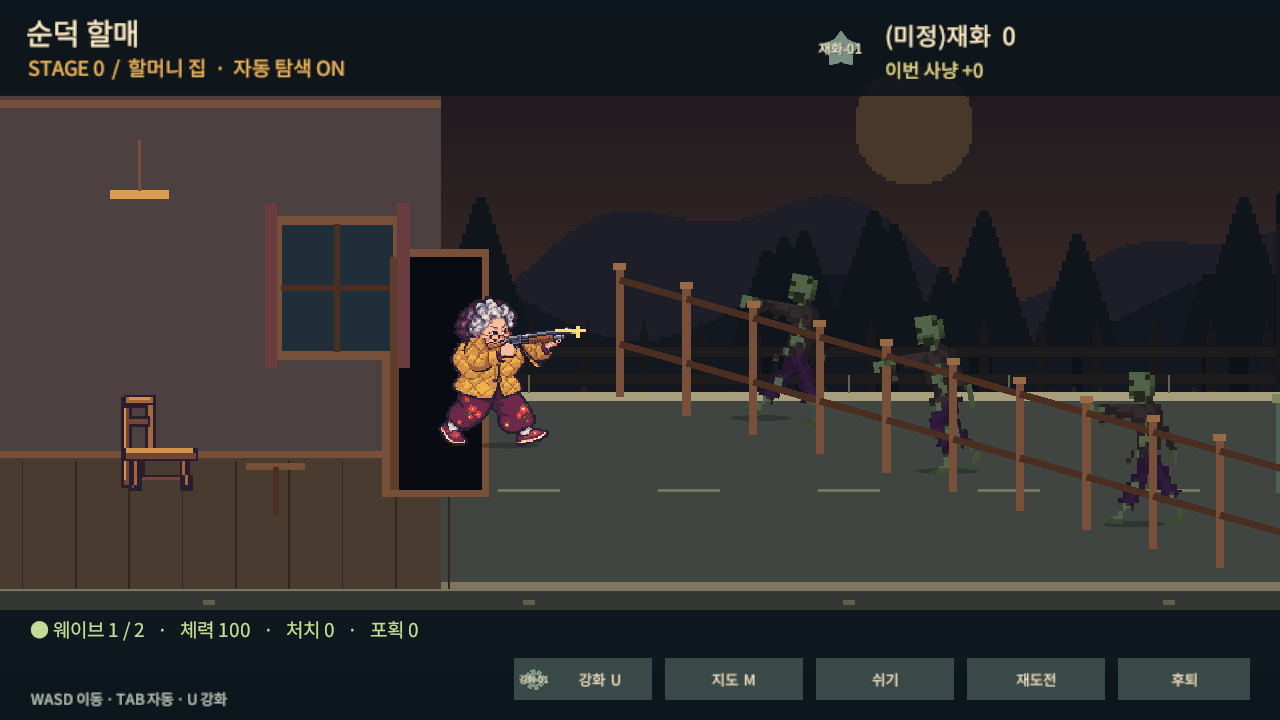 순덕 할매
STAGE 0 / 할머니 집 · 자동 탐색 ON
재화-01
(미정)재화 0
이번 사냥 +0
웨이브 1 / 2 · 체력 100 · 처치 0 · 포획 0
강화 U
지도 M
쉬기
재도전
후퇴
WASD 이동 · TAB 자동 · U 강화